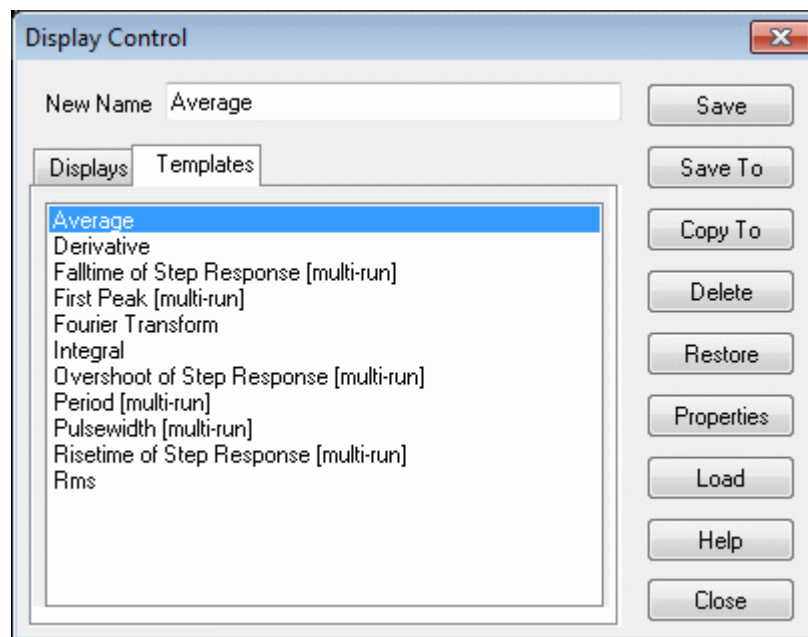 Display Control
New Name Average
Save
Displays Templates
Save To
Average
Derivative
Falltime of Step Response [multi-run]
First Peak [multi-run]
Fourier Transform
Integral
Overshoot of Step Response [multi-run]
Period [multi-run]
Pulsewidth [multi-run]
Risetime of Step Response [multi-run]
Rms
Copy To
Delete
Restore
Properties
Load
Help
Close